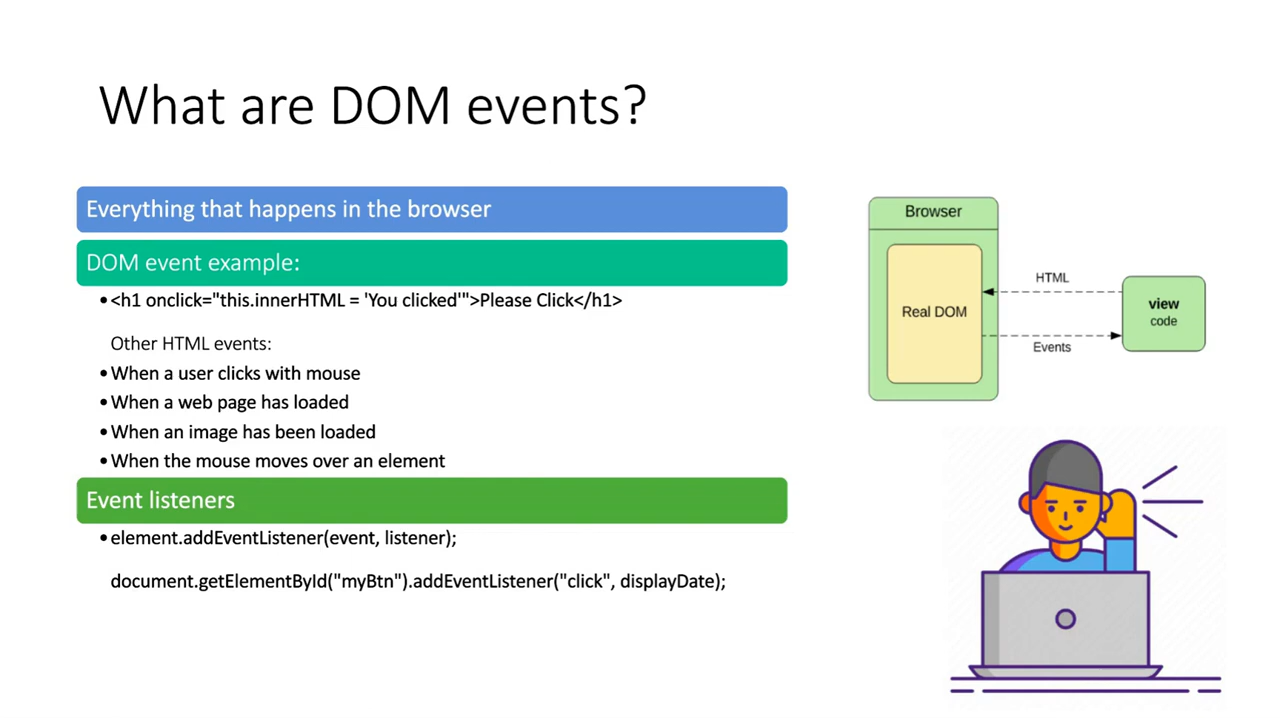 What are DOM events?
Everything that happens in the browser
DOM event example:
•<h1 onclick="this.innerHTML = 'You clicked'">Please Click</h1>
Other HTML events:
•When a user clicks with mouse
•When a web page has loaded
•When an image has been loaded
•When the mouse moves over an element
Event listeners
•element.addEventListener(event, listener);
document.getElementById("myBtn").addEventListener("click", displayDate);
Browser
Real DOM
HTML
Events
view
code